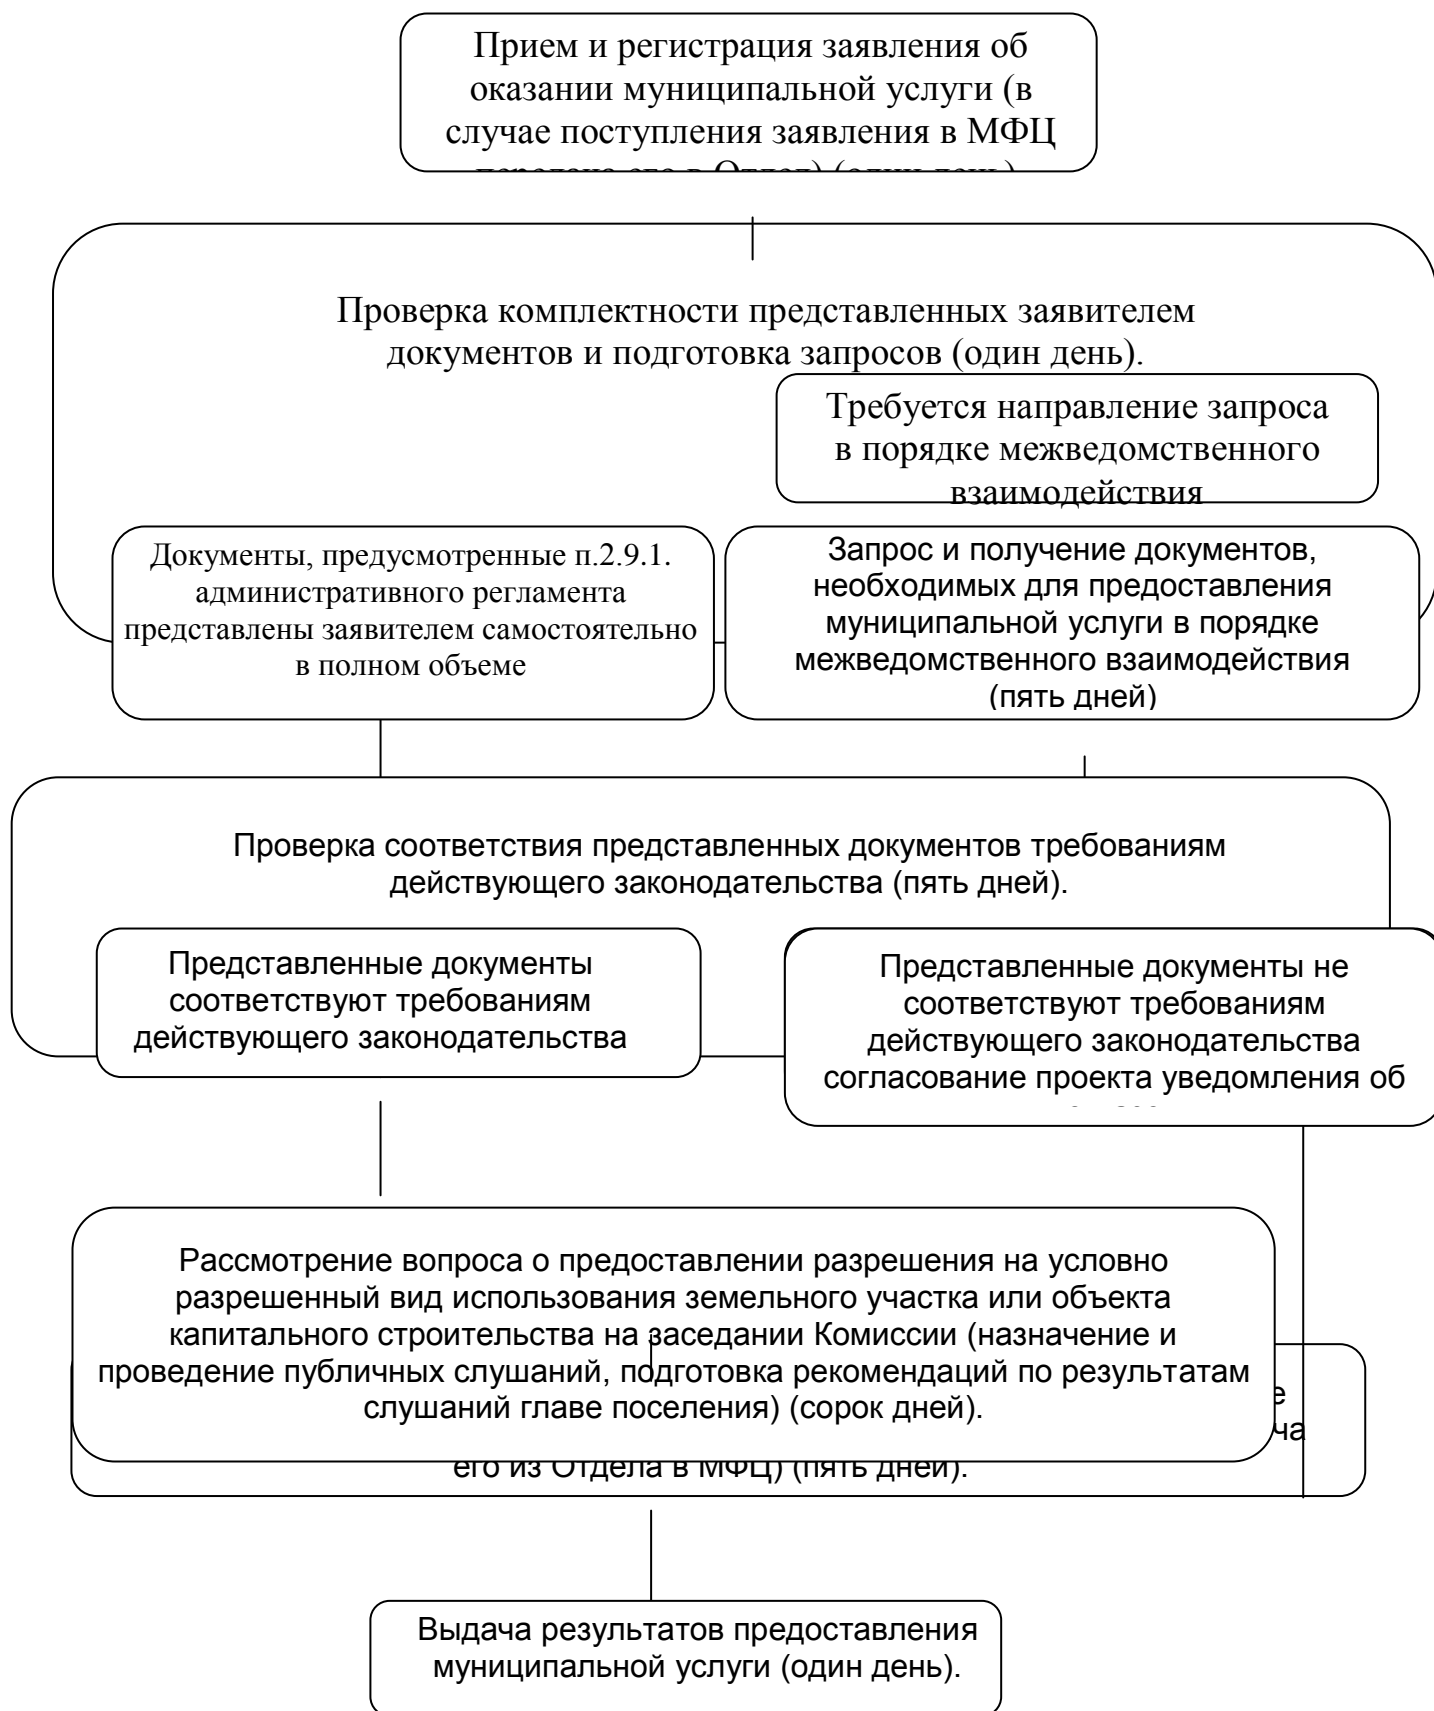 Прием и регистрация заявления об
оказании муниципальной услуги (в
случае поступления заявления в МФЦ
передача его в Отдел) (один день)
Проверка комплектности представленных заявителем
документов и подготовка запросов (один день).
Требуется направление запроса
в порядке межведомственного
взаимодействия
Документы, предусмотренные п.2.9.1.
административного регламента
представлены заявителем самостоятельно
в полном объеме
Запрос и получение документов,
необходимых для предоставления
муниципальной услуги в порядке
межведомственного взаимодействия
(пять дней)
Проверка соответствия представленных документов требованиям
действующего законодательства (пять дней).
Представленные документы
соответствуют требованиям
действующего законодательства
Представленные документы не
соответствуют требованиям
действующего законодательства
согласование проекта уведомления об
Рассмотрение вопроса о предоставлении разрешения на условно
разрешенный вид использования земельного участка или объекта
капитального строительства на заседании Комиссии (назначение и
проведение публичных слушаний, подготовка рекомендаций по результатам
слушаний главе поселения) (сорок дней).
его из Отдела в МФЦ) (пять дней).
Выдача результатов предоставления
муниципальной услуги (один день).